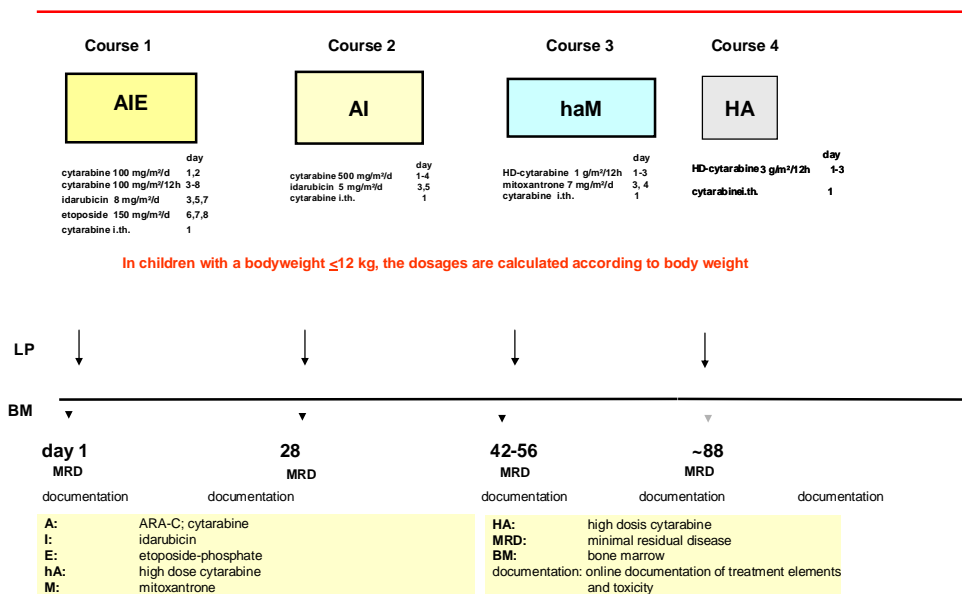 Course 1 Course 2 Course 3 Course 4
AIE AI haM HA
day
cytarabine 100 mg/m²/d 1,2
cytarabine 100 mg/m²/12h 3-8
idarubicin 8 mg/m²/d 3,5,7
etoposide 150 mg/m²/d 6,7,8
cytarabine i.th. 1
day
cytarabine 500 mg/m²/d 1-4
idarubicin 5 mg/m²/d 3,5
cytarabine i.th. 1
day
HD-cytarabine 1 g/m²/12h 1-3
mitoxantrone 7 mg/m²/d 3, 4
cytarabine i.th. 1
day
HD-cytarabine 3 g/m²/12h 1-3
cytarabinei.th. 1
In children with a bodyweight ≤12 kg, the dosages are calculated according to body weight
LP
BM
day 1 28 42-56 ~88
MRD MRD MRD MRD
documentation documentation documentation documentation documentation
A: ARA-C; cytarabine
I: idarubicin
E: etoposide-phosphate
hA: high dose cytarabine
M: mitoxantrone
HA: high dosis cytarabine
MRD: minimal residual disease
BM: bone marrow
documentation: online documentation of treatment elements
and toxicity